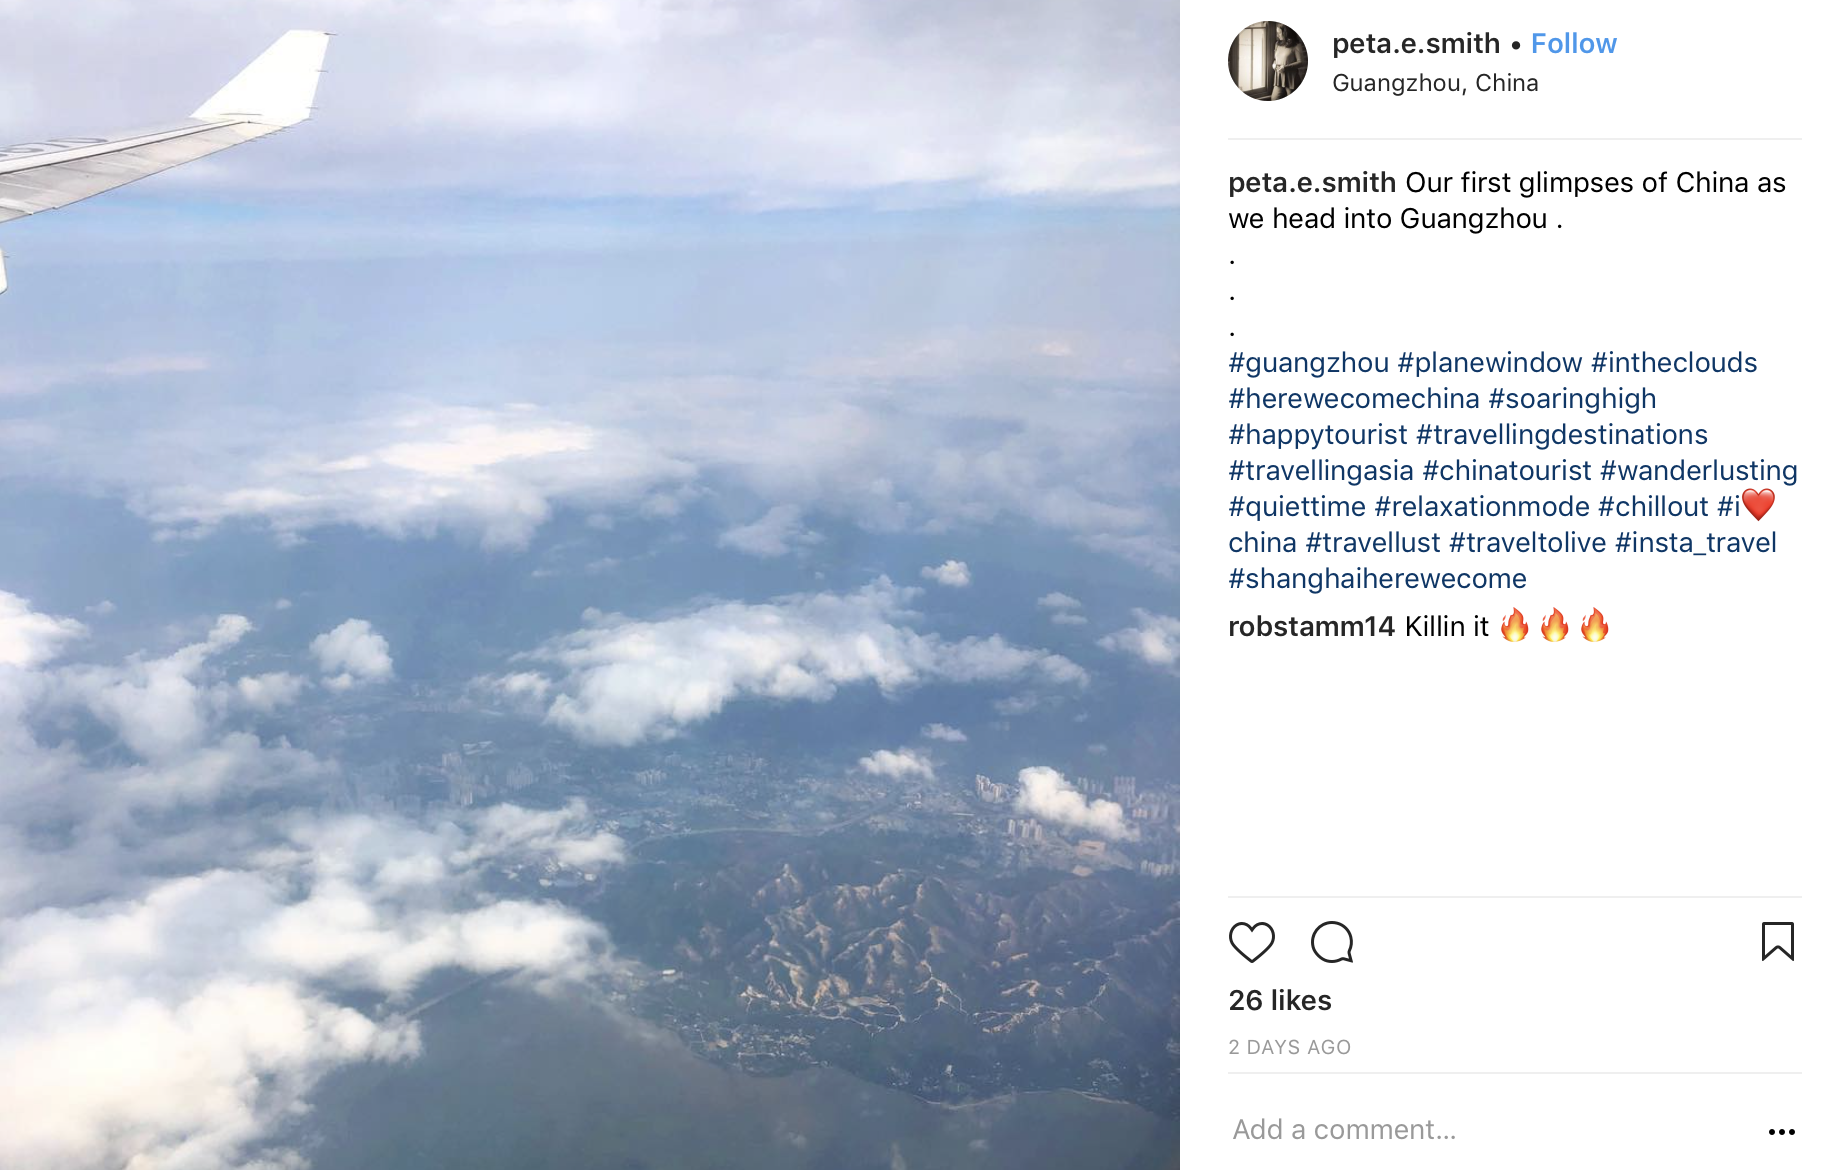 peta.e.smith • Follow
Guangzhou, China
peta.e.smith Our first glimpses of China as
we head into Guangzhou .
.
.
.
#guangzhou #planewindow #intheclouds
#herewecomechina #soaringhigh
#happytourist #travellingdestinations
#travellingasia #chinatourist #wanderlusting
#quiettime #relaxationmode #chillout #i❤️
china #travellust #traveltolive #insta_travel
#shanghaiherewecome
robstamm14 Killin it 🔥 🔥 🔥
26 likes
2 DAYS AGO
Add a comment...